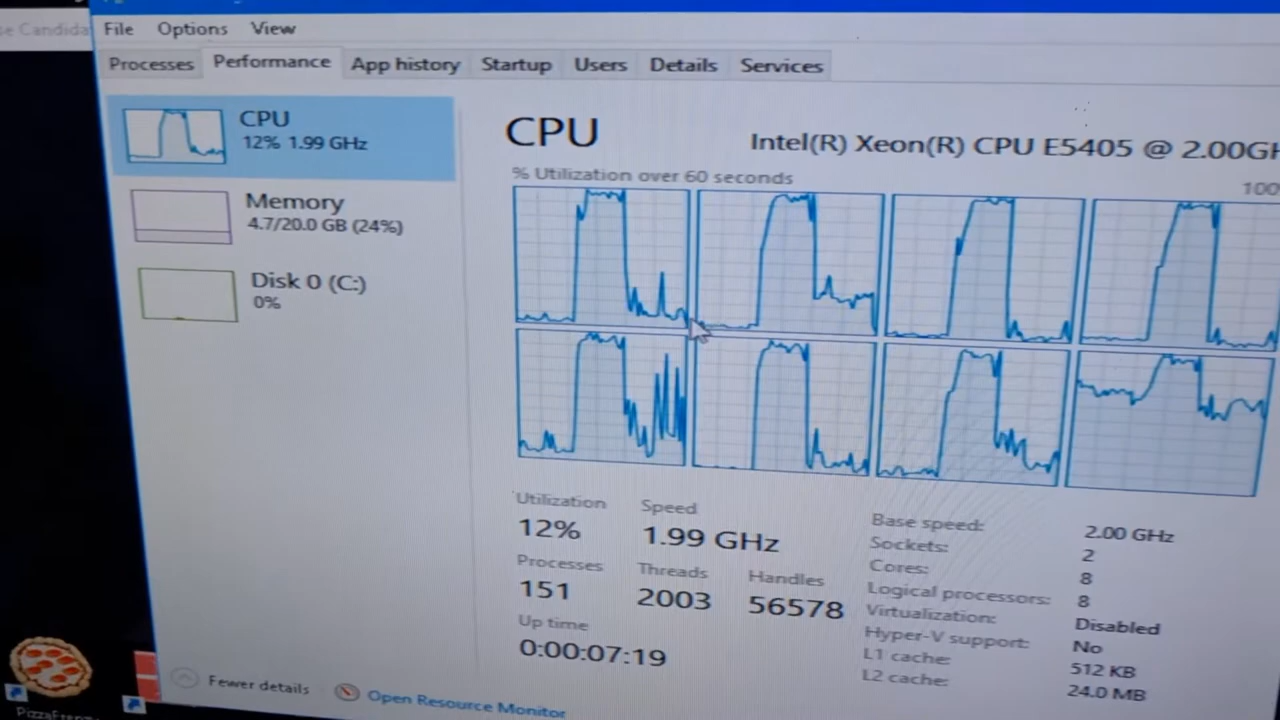 File Options View
Processes Performance App history Startup Users Details Services
CPU
12% 1.99 GHz
Memory
4.7/20.0 GB (24%)
Disk 0 (C:)
0%
CPU
Intel(R) Xeon(R) CPU E5405 @ 2.00GH
% Utilization over 60 seconds
100
Utilization
12%
Speed
1.99 GHz
Processes
151
Threads
2003
Handles
56578
Up time
0:00:07:19
Base speed: 2.00 GHz
Sockets: 2
Cores: 8
Logical processors: 8
Virtualization: Disabled
Hyper-V support: No
L1 cache: 512 KB
L2 cache: 24.0 MB
Fewer details
Open Resource Monitor